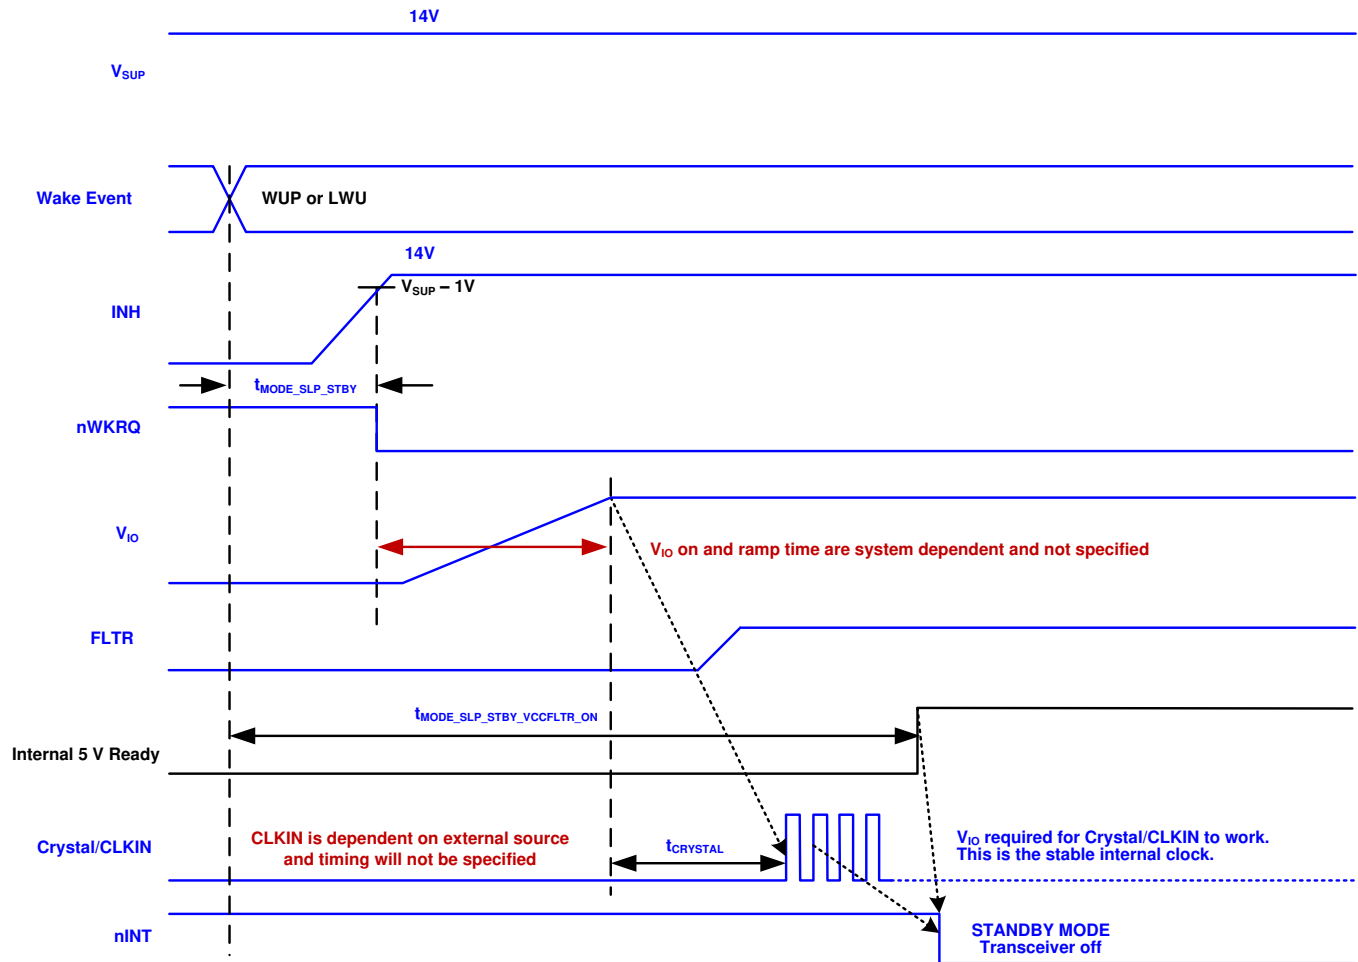 14V
VSUP
Wake Event
WUP or LWU
14V
VSUP – 1V
INH
tMODE_SLP_STBY
nWKRQ
VIO
VIO on and ramp time are system dependent and not specified
FLTR
tMODE_SLP_STBY_VCCFLTR_ON
Internal 5 V Ready
CLKIN is dependent on external source
and timing will not be specified
Crystal/CLKIN
tCRYSTAL
VIO required for Crystal/CLKIN to work.
This is the stable internal clock.
nINT
STANDBY MODE
Transceiver off